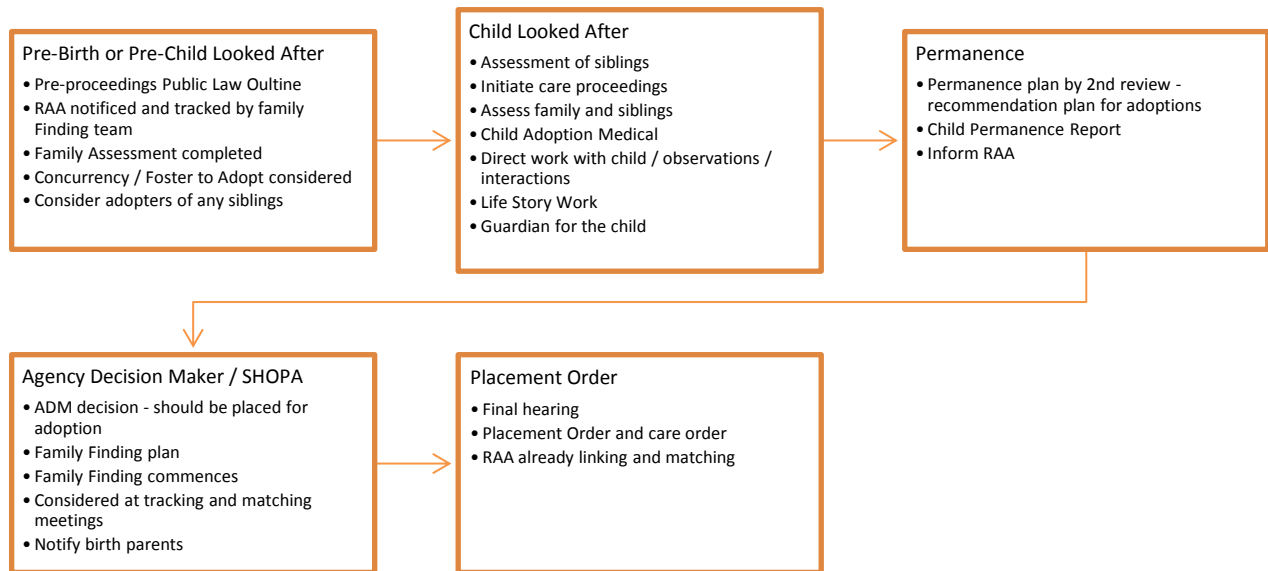 Pre-Birth or Pre-Child Looked After
• Pre-proceedings Public Law Oultine
• RAA notificed and tracked by family
Finding team
• Family Assessment completed
• Concurrency / Foster to Adopt considered
• Consider adopters of any siblings
Child Looked After
• Assessment of siblings
• Initiate care proceedings
• Assess family and siblings
• Child Adoption Medical
• Direct work with child / observations /
interactions
• Life Story Work
• Guardian for the child
Permanence
• Permanence plan by 2nd review -
recommendation plan for adoptions
• Child Permanence Report
• Inform RAA
Agency Decision Maker / SHOPA
• ADM decision - should be placed for
adoption
• Family Finding plan
• Family Finding commences
• Considered at tracking and matching
meetings
• Notify birth parents
Placement Order
• Final hearing
• Placement Order and care order
• RAA already linking and matching